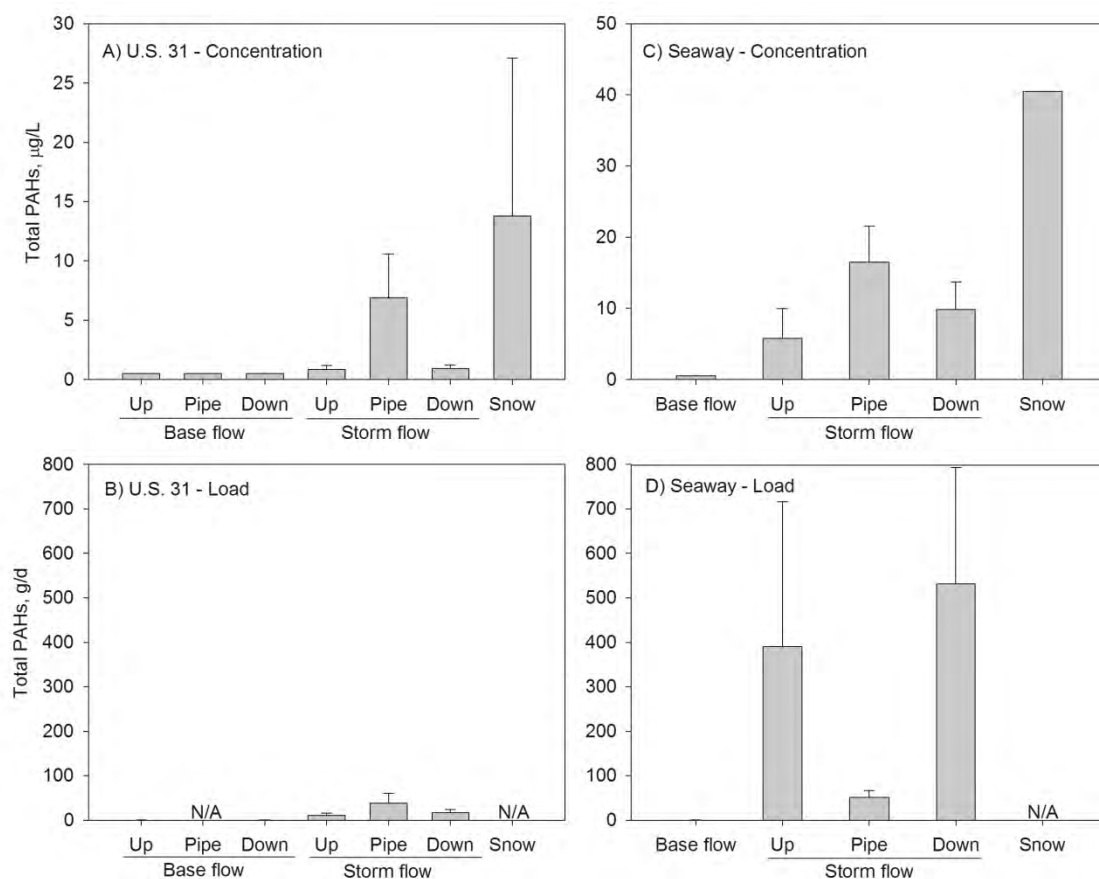 A) U.S. 31 - Concentration
Total PAHs, µg/L
30
25
20
15
10
5
0
Up Pipe Down Up Pipe Down Snow
Base flow Storm flow
C) Seaway - Concentration
50
40
30
20
10
0
Base flow Up Pipe Down Snow
Storm flow
B) U.S. 31 - Load
Total PAHs, g/d
800
700
600
500
400
300
200
100
0
N/A N/A
Up Pipe Down Up Pipe Down Snow
Base flow Storm flow
D) Seaway - Load
800
700
600
500
400
300
200
100
0
N/A
Base flow Up Pipe Down Snow
Storm flow